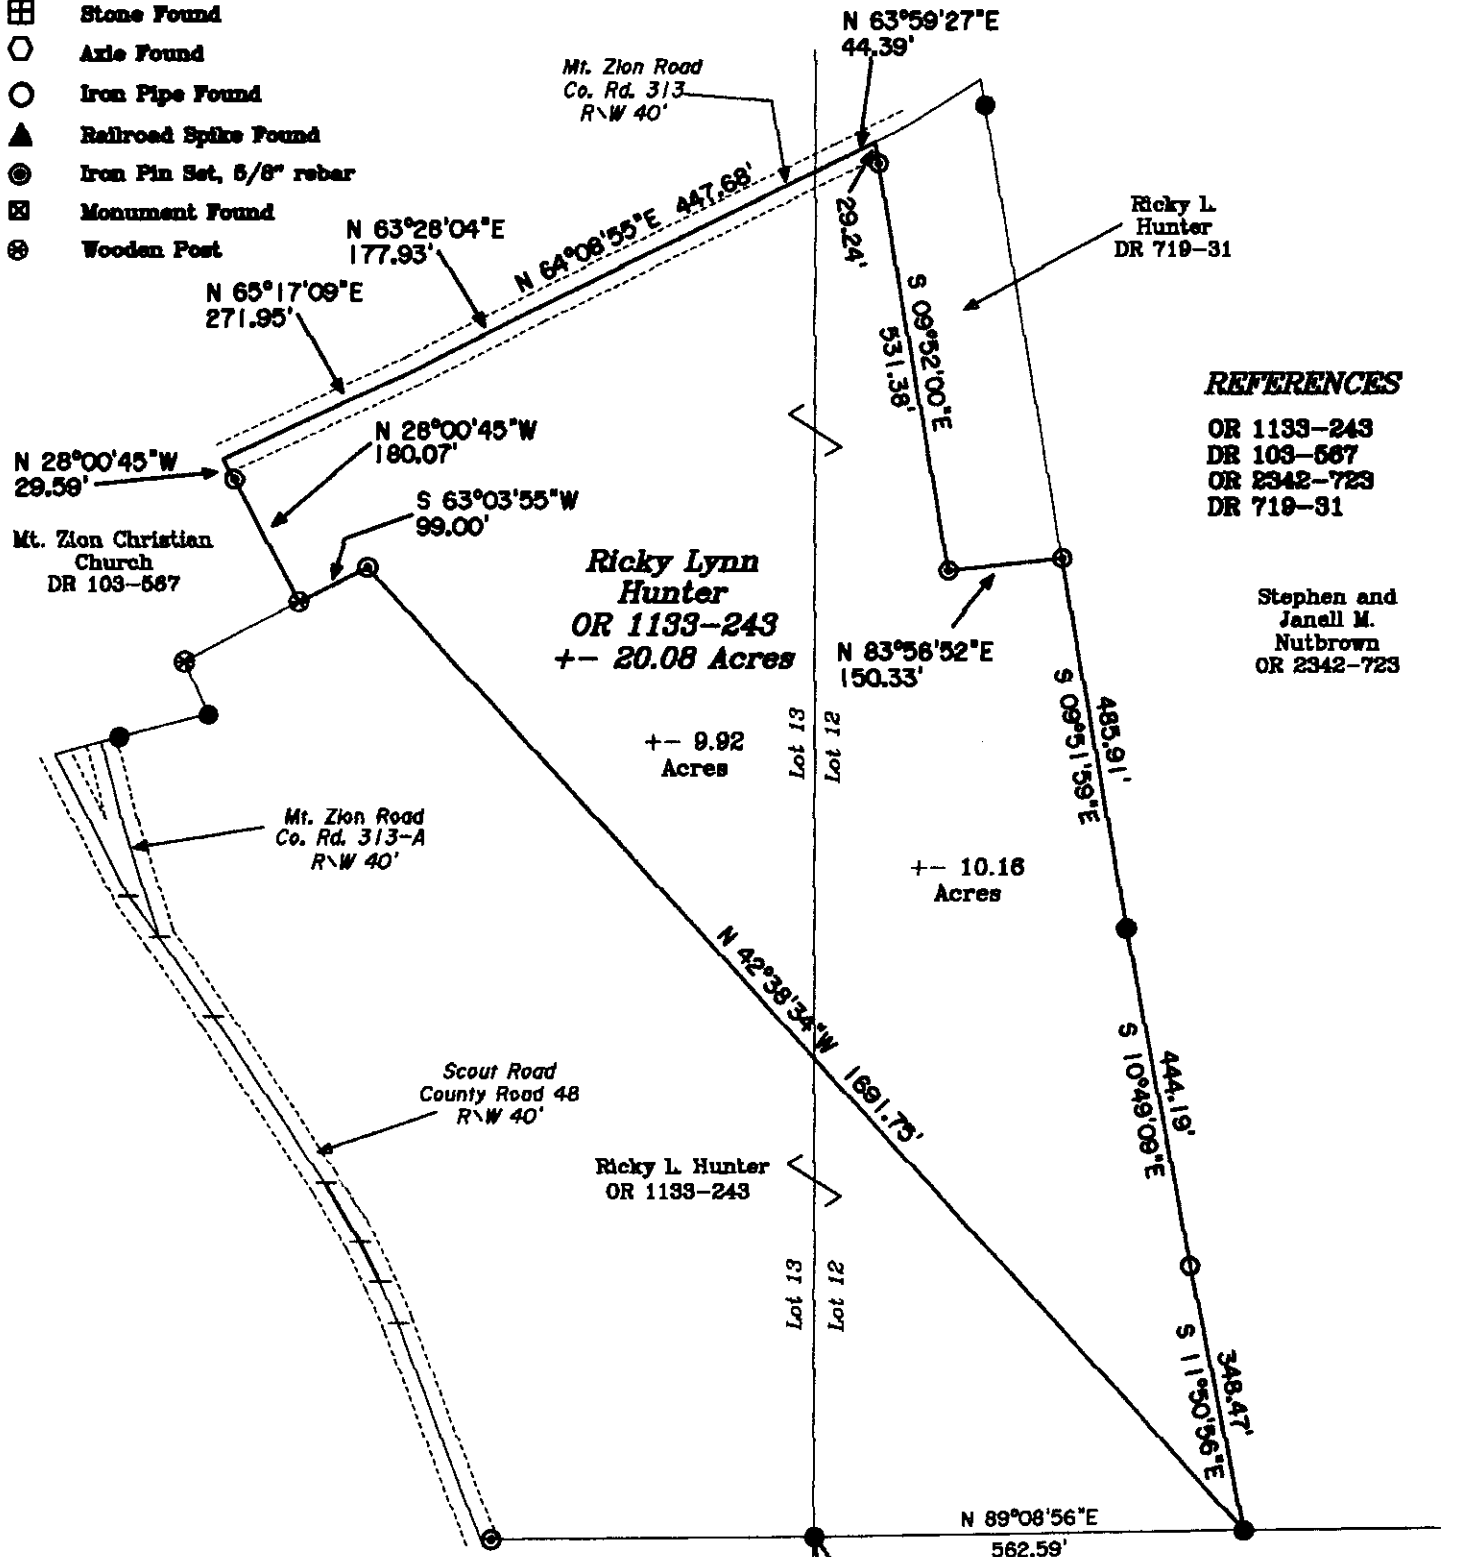 Stone Found
Axle Found
Iron Pipe Found
Railroad Spike Found
Iron Pin Set, 5/8" rebar
Monument Found
Wooden Post
N 63°59'27"E
44.39'
Mt. Zion Road
Co. Rd. 313
R\W 40'
N 64°08'55"E 447.68'
N 63°28'04"E
177.93'
N 65°17'09"E
271.95'
29.24'
S 09°52'00"E
531.38'
Ricky L.
Hunter
DR 719-31
REFERENCES
OR 1133-243
DR 103-567
OR 2342-723
DR 719-31
N 28°00'45"W
29.59'
N 28°00'45"W
180.07'
S 63°03'55"W
99.00'
Mt. Zion Christian
Church
DR 103-567
Ricky Lynn
Hunter
OR 1133-243
+- 20.08 Acres
N 83°56'52"E
150.33'
Stephen and
Janell M.
Nutbrown
OR 2342-723
485.91'
S 09°51'59"E
+- 9.92
Acres
Lot 13
Lot 12
+- 10.16
Acres
Mt. Zion Road
Co. Rd. 313-A
R\W 40'
N 42°38'34"W 1691.75'
444.19'
S 10°49'09"E
Scout Road
County Road 48
R\W 40'
Ricky L. Hunter
OR 1133-243
Lot 13
Lot 12
348.47'
S 11°50'56"E
N 89°08'56"E
562.59'